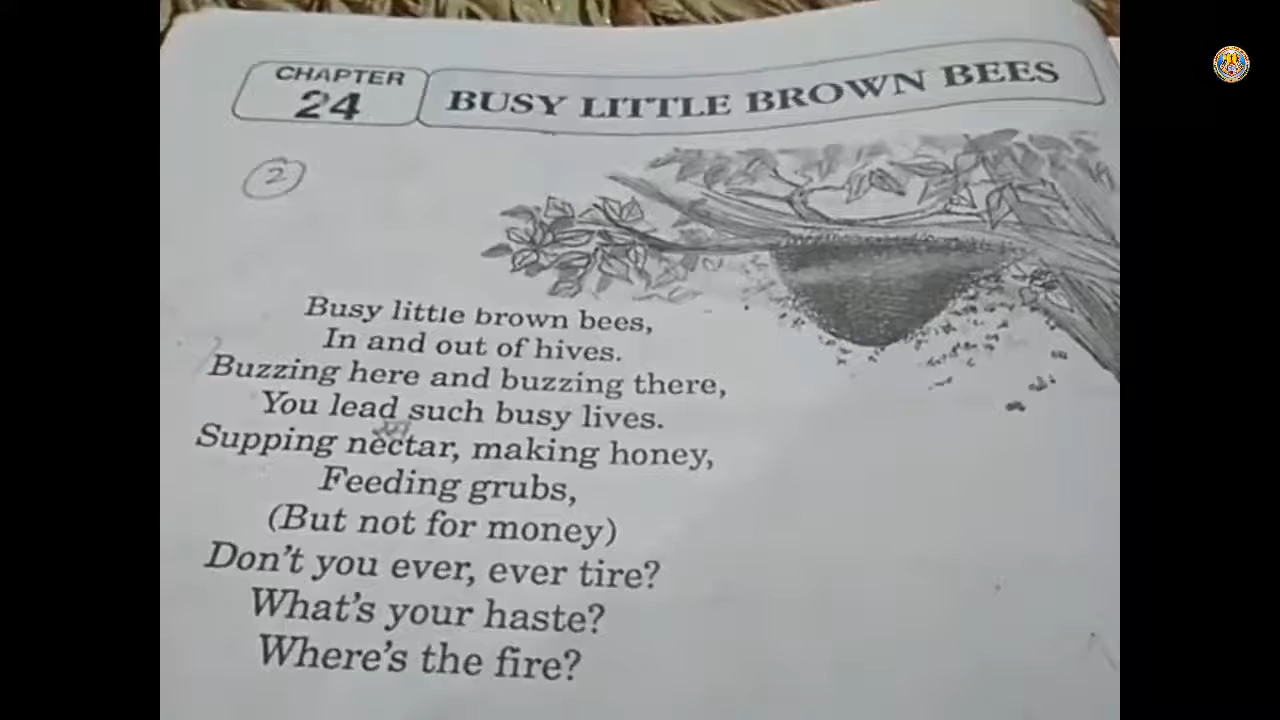 CHAPTER
24
BUSY LITTLE BROWN BEES
2
Busy little brown bees,
In and out of hives.
Buzzing here and buzzing there,
You lead such busy lives.
Supping nectar, making honey,
Feeding grubs,
(But not for money)
Don't you ever, ever tire?
What's your haste?
Where's the fire?